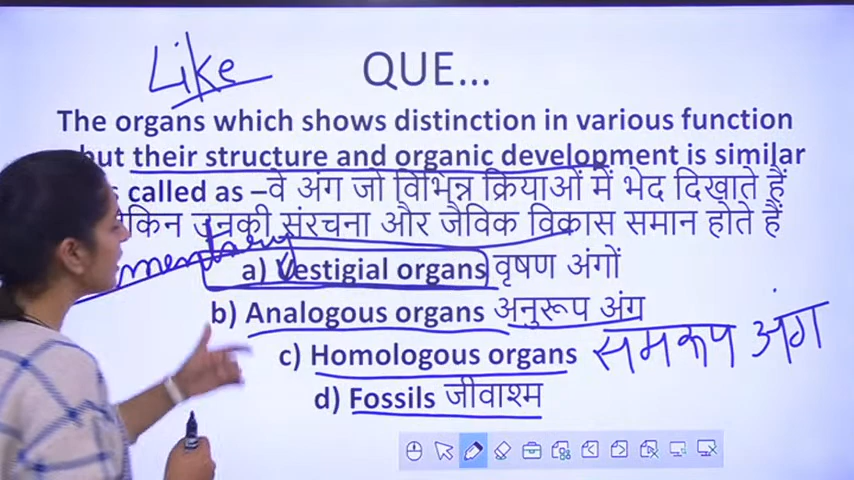 Like
QUE...
The organs which shows distinction in various function
but their structure and organic development is similar
called as –वे अंग जो विभिन्न क्रियाओं में भेद दिखाते हैं
किन उनकी संरचना और जैविक विकास समान होते हैं
a) Vestigial organs वृषण अंगों
b) Analogous organs अनुरूप अंग
c) Homologous organs समरूप अंग
d) Fossils जीवाश्म